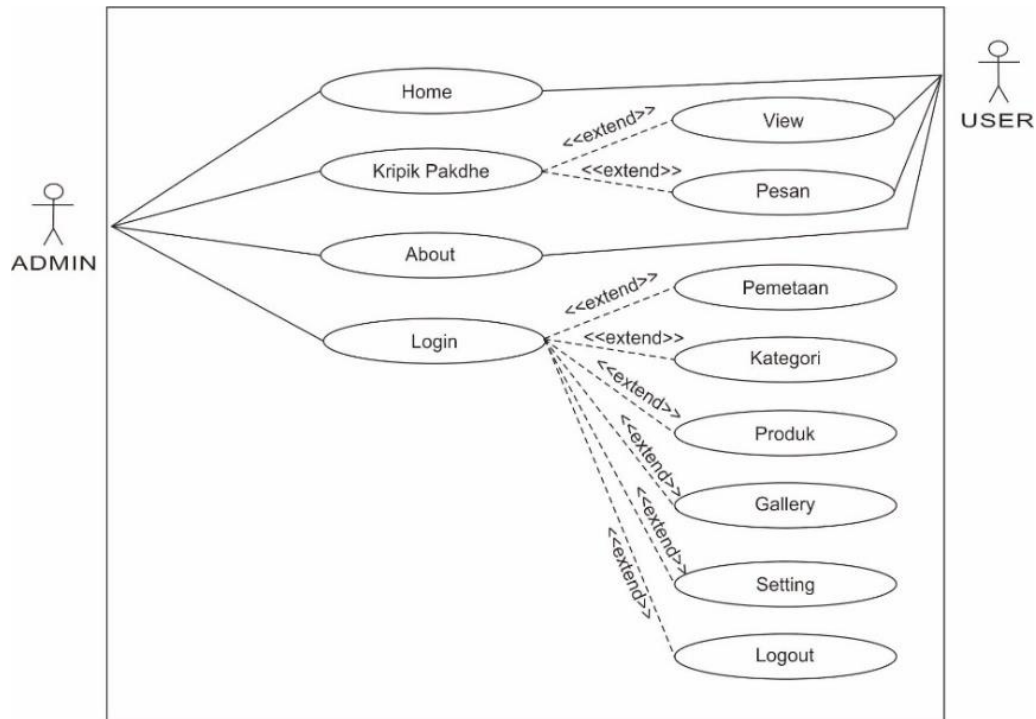 Home
<<extend>>
View
USER
Kripik Pakdhe
<<extend>>
Pesan
ADMIN
About
<<extend>>
Pemetaan
Login
<<extend>>
Kategori
<<extend>>
Produk
<<extend>>
Gallery
<<extend>>
Setting
<<extend>>
Logout